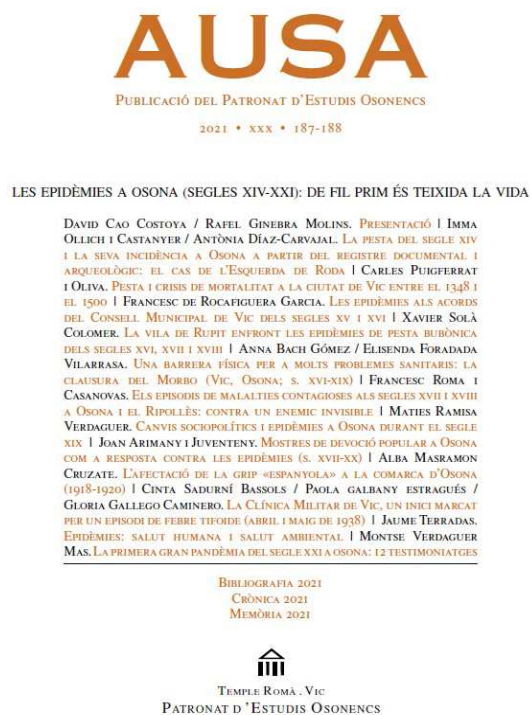 AUSA
Publicació del Patronat d'Estudis Osonencs
2021 • xxx • 187-188
LES EPIDÈMIES A OSONA (SEGLES XIV-XXI): DE FIL PRIM ÉS TEIXIDA LA VIDA
David Cao Costoya / Rafel Ginebra Molins. Presentació | Imma
Ollich i Castanyer / Antònia Díaz-Carvajal. La pesta del segle xiv
i la seva incidència a Osona a partir del registre documental i
arqueològic: el cas de l'Esquerda de Roda | Carles Puigferrat
i Oliva. Pesta i crisis de mortalitat a la ciutat de Vic entre el 1348 i
el 1500 | Francesc de Rocafiguera Garcia. Les epidèmies als acords
del Consell Municipal de Vic dels segles xv i xvi | Xavier Solà
Colomer. La vila de Rupit enfront les epidèmies de pesta bubònica
dels segles xvi, xvii i xviii | Anna Bach Gómez / Elisenda Foradada
Vilarrasa. Una barrera física per a molts problemes sanitaris: la
clausura del Morbo (Vic, Osona; s. xvi-xix) | Francesc Roma i
Casanovas. Els episodis de malalties contagioses als segles xvii i xviii
a Osona i el Ripollès: contra un enemic invisible | Maties Ramisa
Verdaguer. Canvis sociopolítics i epidèmies a Osona durant el segle
xix | Joan Arimany i Juventeny. Mostres de devoció popular a Osona
com a resposta contra les epidèmies (s. xvii-xx) | Alba Masramon
Cruzate. L'afectació de la grip «espanyola» a la comarca d'Osona
(1918-1920) | Cinta Sadurní Bassols / Paola galbany estragués /
Gloria Gallego Caminero. La Clínica Militar de Vic, un inici marcat
per un episodi de febre tifoide (abril i maig de 1938) | Jaume Terradas.
Epidèmies: salut humana i salut ambiental | Montse Verdaguer
Mas. La primera gran pandèmia del segle xxi a osona: 12 testimoniatges
Bibliografia 2021
Crònica 2021
Memòria 2021
Temple Romà . Vic
Patronat d'Estudis Osonencs